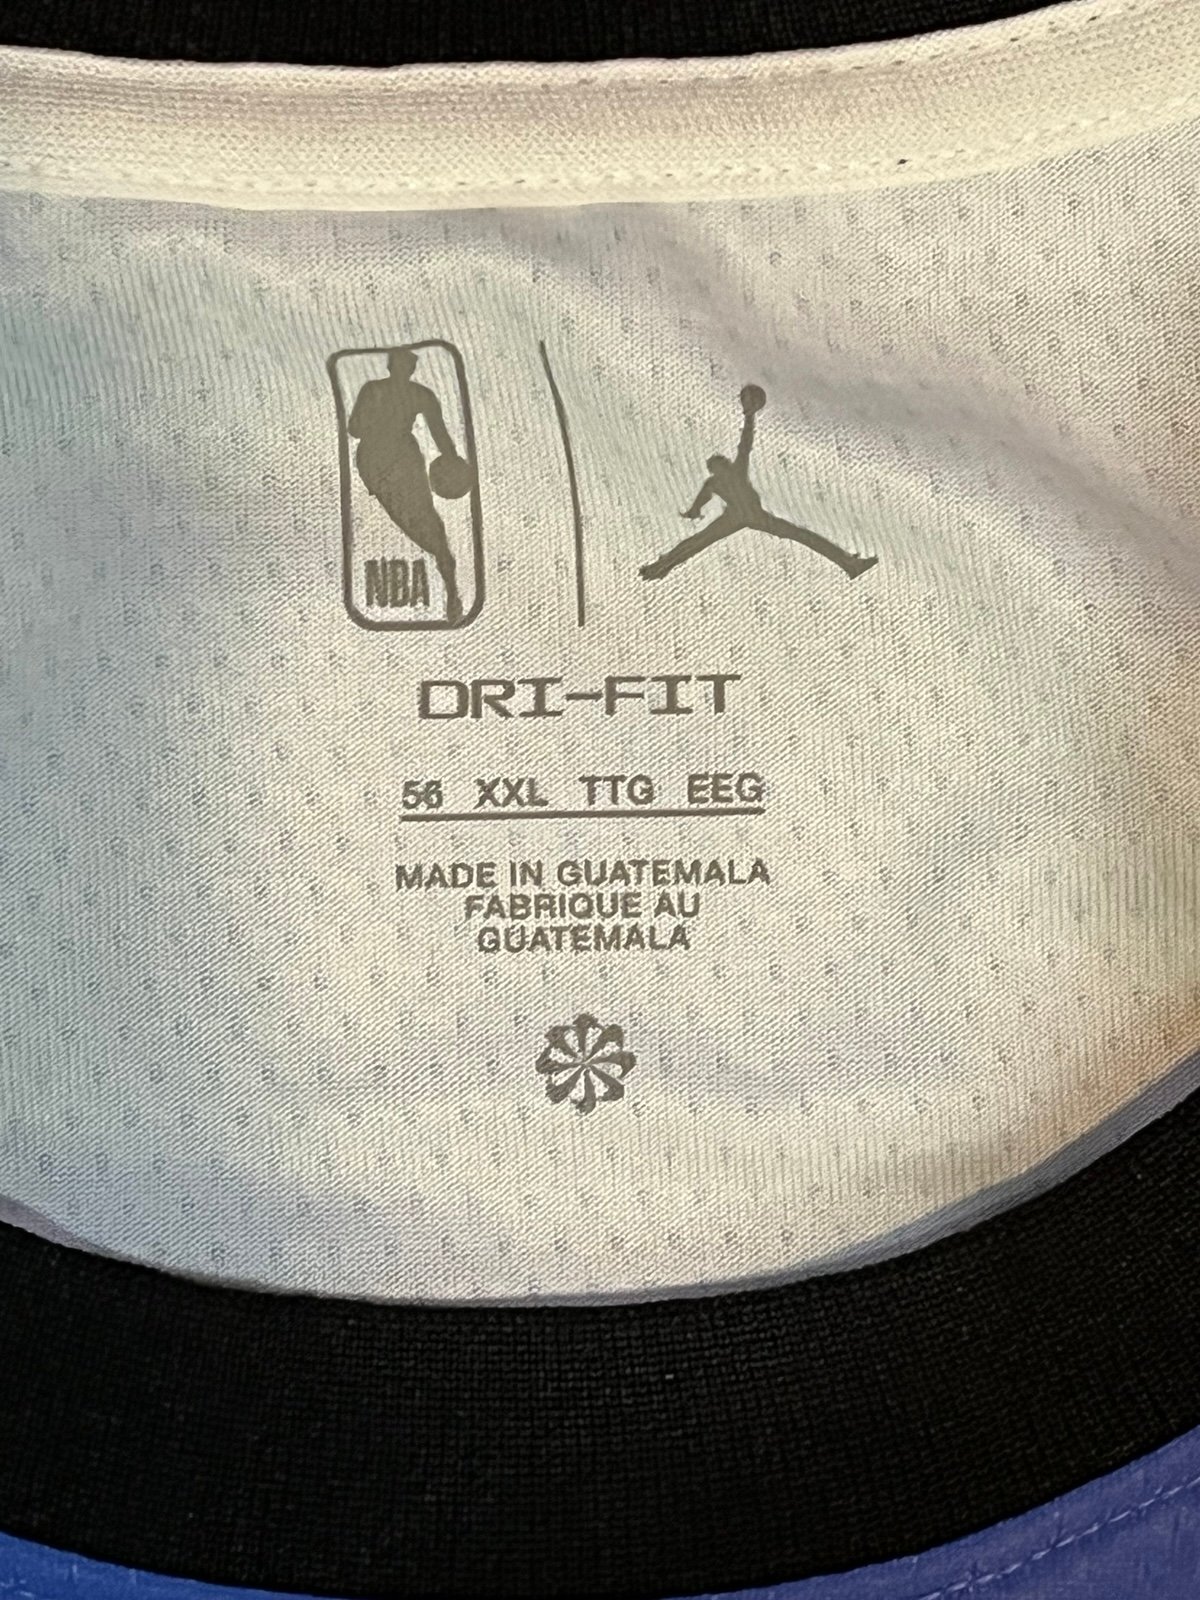 NBA
DRI-FIT
56 XXL TTG EEG
MADE IN GUATEMALA
FABRIQUE AU
GUATEMALA